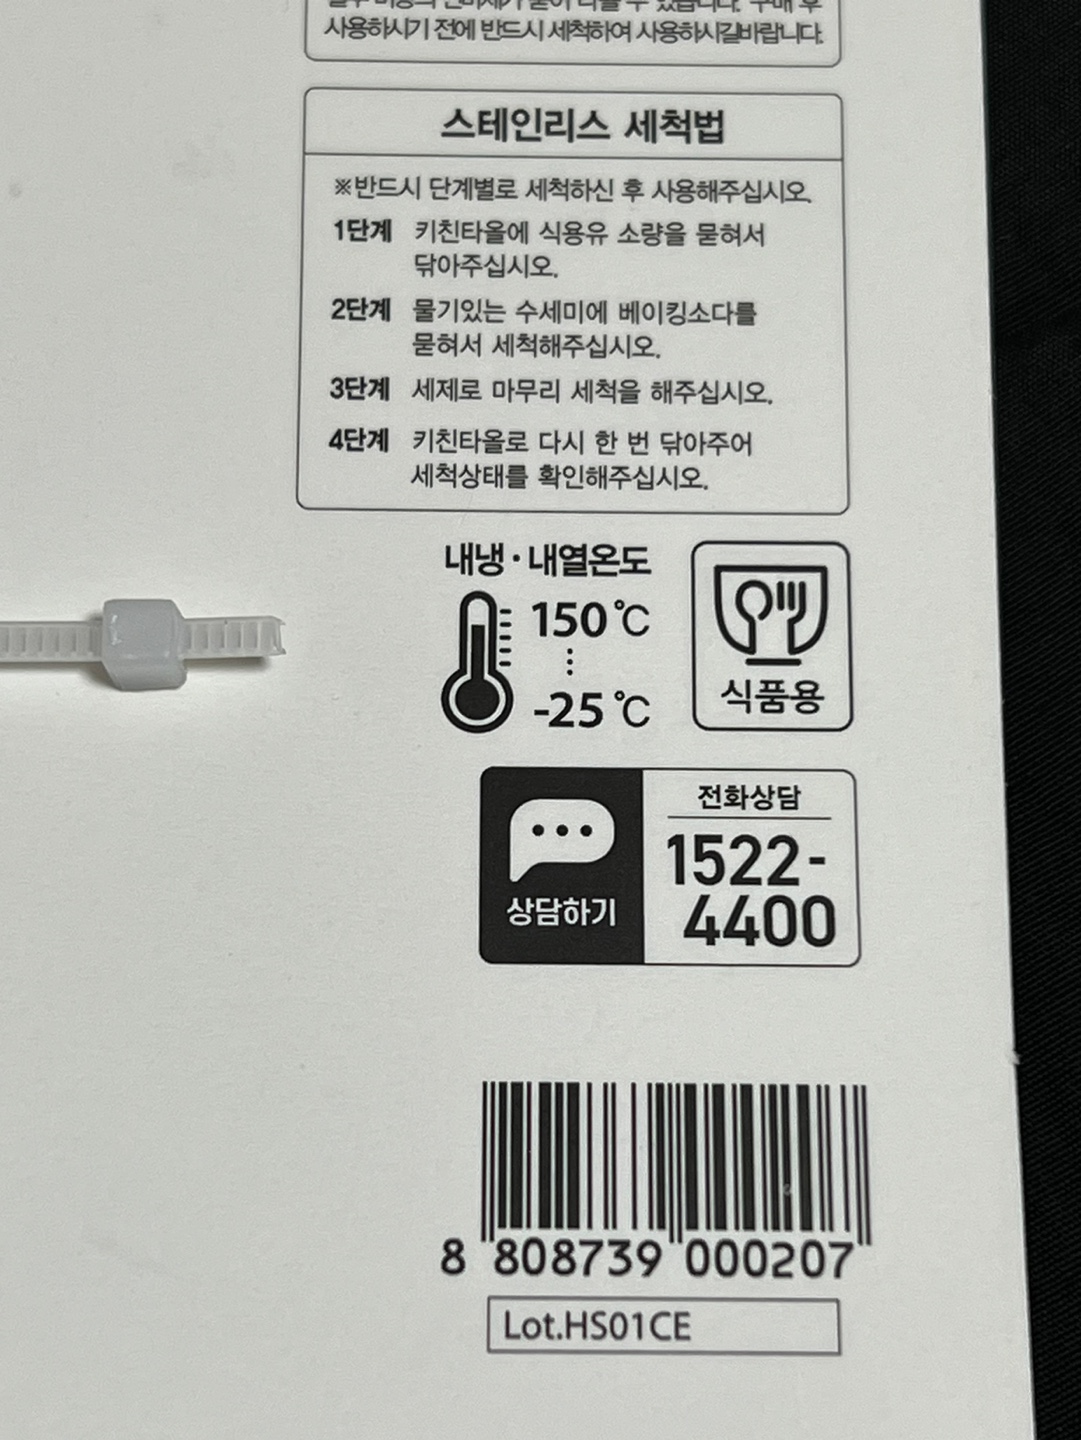 수 있습니다. 구매 후
사용하시기 전에 반드시 세척하여 사용하시길바랍니다.
스테인리스 세척법
※반드시 단계별로 세척하신 후 사용해주십시오.
1단계 키친타올에 식용유 소량을 묻혀서
닦아주십시오.
2단계 물기있는 수세미에 베이킹소다를
묻혀서 세척해주십시오.
3단계 세제로 마무리 세척을 해주십시오.
4단계 키친타올로 다시 한 번 닦아주어
세척상태를 확인해주십시오.
내냉·내열온도
150℃
-25℃
식품용
상담하기
전화상담
1522-
4400
8 808739 000207
Lot.HS01CE